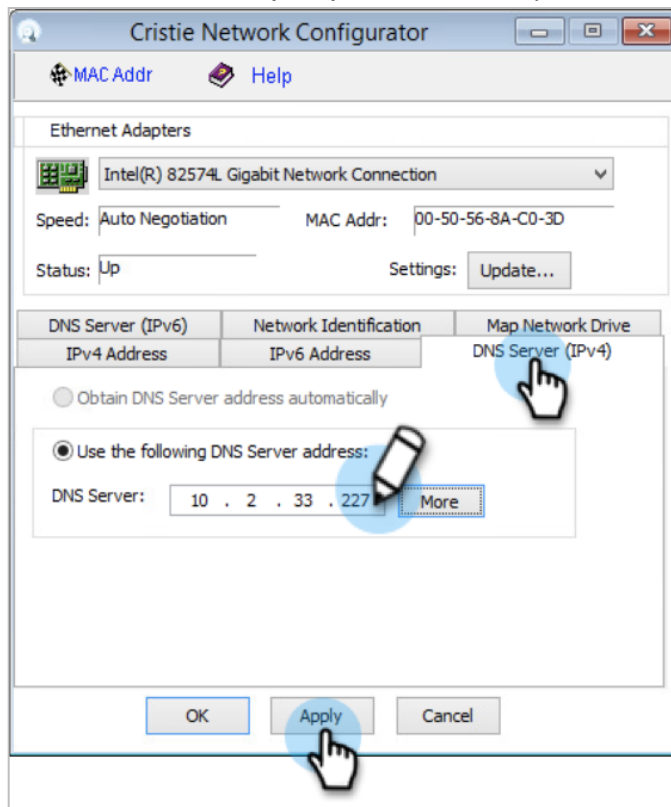 Cristie Network Configurator
MAC Addr Help
Ethernet Adapters
Intel(R) 82574L Gigabit Network Connection
Speed: Auto Negotiation MAC Addr: 00-50-56-8A-C0-3D
Status: Up Settings: Update...
DNS Server (IPv6) Network Identification Map Network Drive
IPv4 Address IPv6 Address DNS Server (IPv4)
Obtain DNS Server address automatically
Use the following DNS Server address:
DNS Server: 10 . 2 . 33 . 227 More
OK Apply Cancel